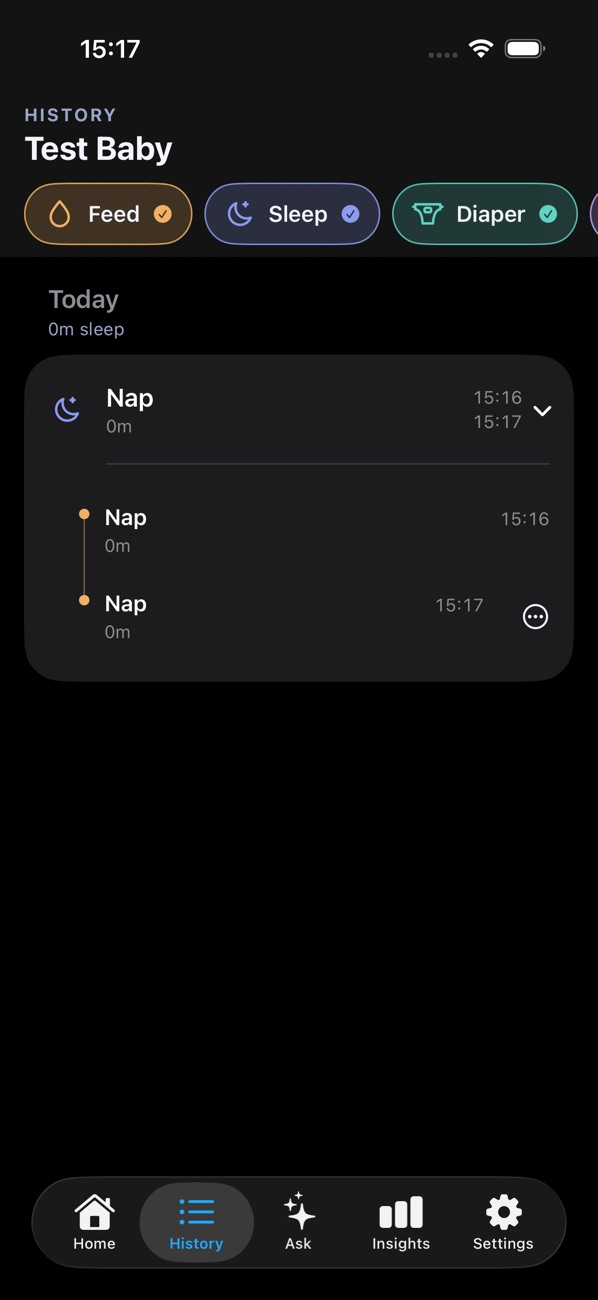 15:17
HISTORY
Test Baby
Feed
Sleep
Diaper
Today
0m sleep
Nap
15:16
0m
15:17
Nap
15:16
0m
Nap
15:17
0m
Home
History
Ask
Insights
Settings